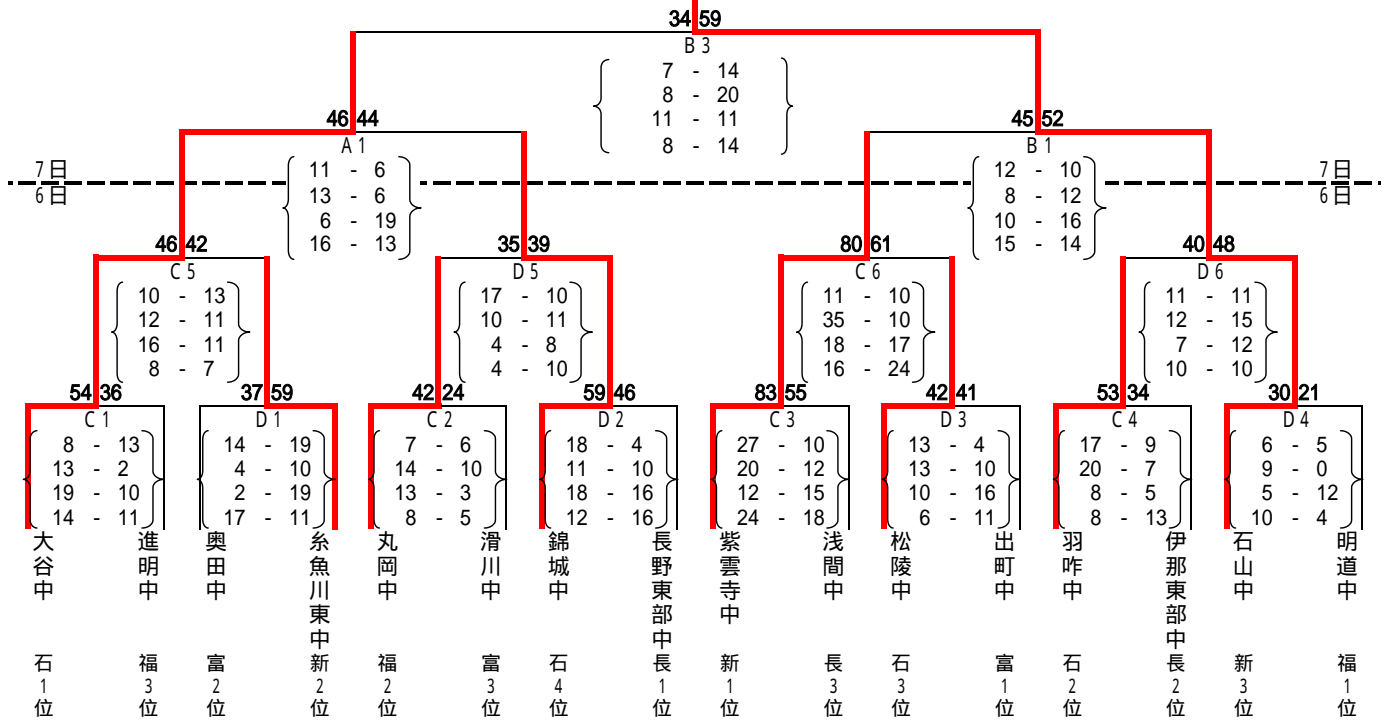 34 59
B 3
7 - 14
8 - 20
11 - 11
8 - 14
46 44
A 1
11 - 6
13 - 6
6 - 19
16 - 13
45 52
B 1
12 - 10
8 - 12
10 - 16
15 - 14
7日
6日
7日
6日
46 42
C 5
10 - 13
12 - 11
16 - 11
8 - 7
35 39
D 5
17 - 10
10 - 11
4 - 8
4 - 10
80 61
C 6
11 - 10
35 - 10
18 - 17
16 - 24
40 48
D 6
11 - 11
12 - 15
7 - 12
10 - 10
54 36
C 1
8 - 13
13 - 2
19 - 10
14 - 11
37 59
D 1
14 - 19
4 - 10
2 - 19
17 - 11
42 24
C 2
7 - 6
14 - 10
13 - 3
8 - 5
59 46
D 2
18 - 4
11 - 10
18 - 16
12 - 16
83 55
C 3
27 - 10
20 - 12
12 - 15
24 - 18
42 41
D 3
13 - 4
13 - 10
10 - 16
6 - 11
53 34
C 4
17 - 9
20 - 7
8 - 5
8 - 13
30 21
D 4
6 - 5
9 - 0
5 - 12
10 - 4
大谷中
進明中
奥田中
糸魚川東中
丸岡中
滑川中
錦城中
長野東部中
紫雲寺中
浅間中
松陵中
出町中
羽咋中
伊那東部中
石山中
明道中
石1位
福3位
富2位
新2位
福2位
富3位
石4位
長1位
新1位
長3位
石3位
富1位
石2位
長2位
新3位
福1位